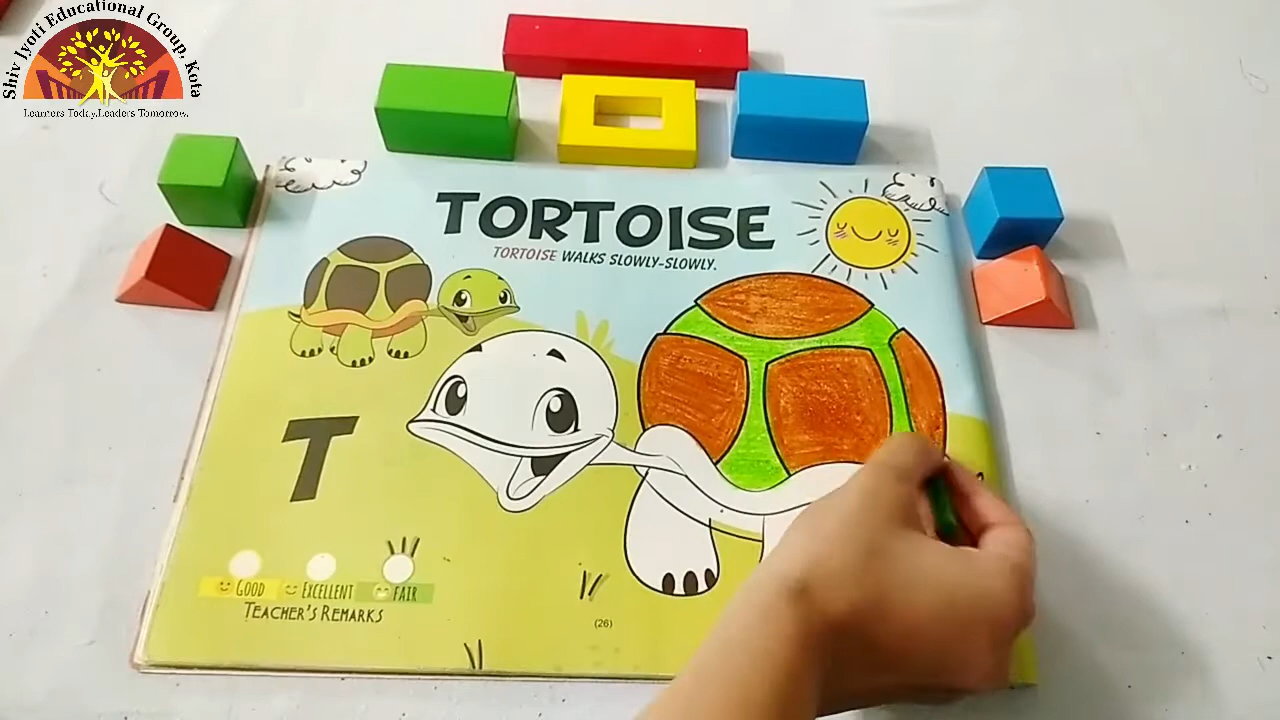 Shiv Jyoti Educational Group, Kota
Learners Today,Leaders Tomorrow.
TORTOISE
TORTOISE WALKS SLOWLY-SLOWLY.
T
GOOD EXCELLENT FAIR
TEACHER'S REMARKS
(26)